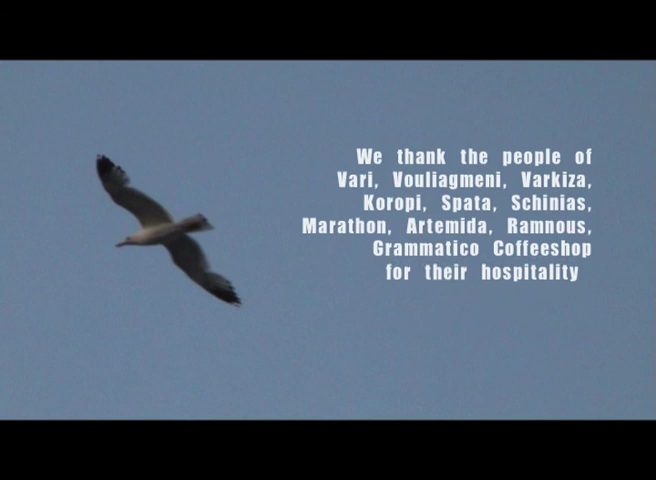 We thank the people of
Vari, Vouliagmeni, Varkiza,
Koropi, Spata, Schinias,
Marathon, Artemida, Ramnous,
Grammatico Coffeeshop
for their hospitality